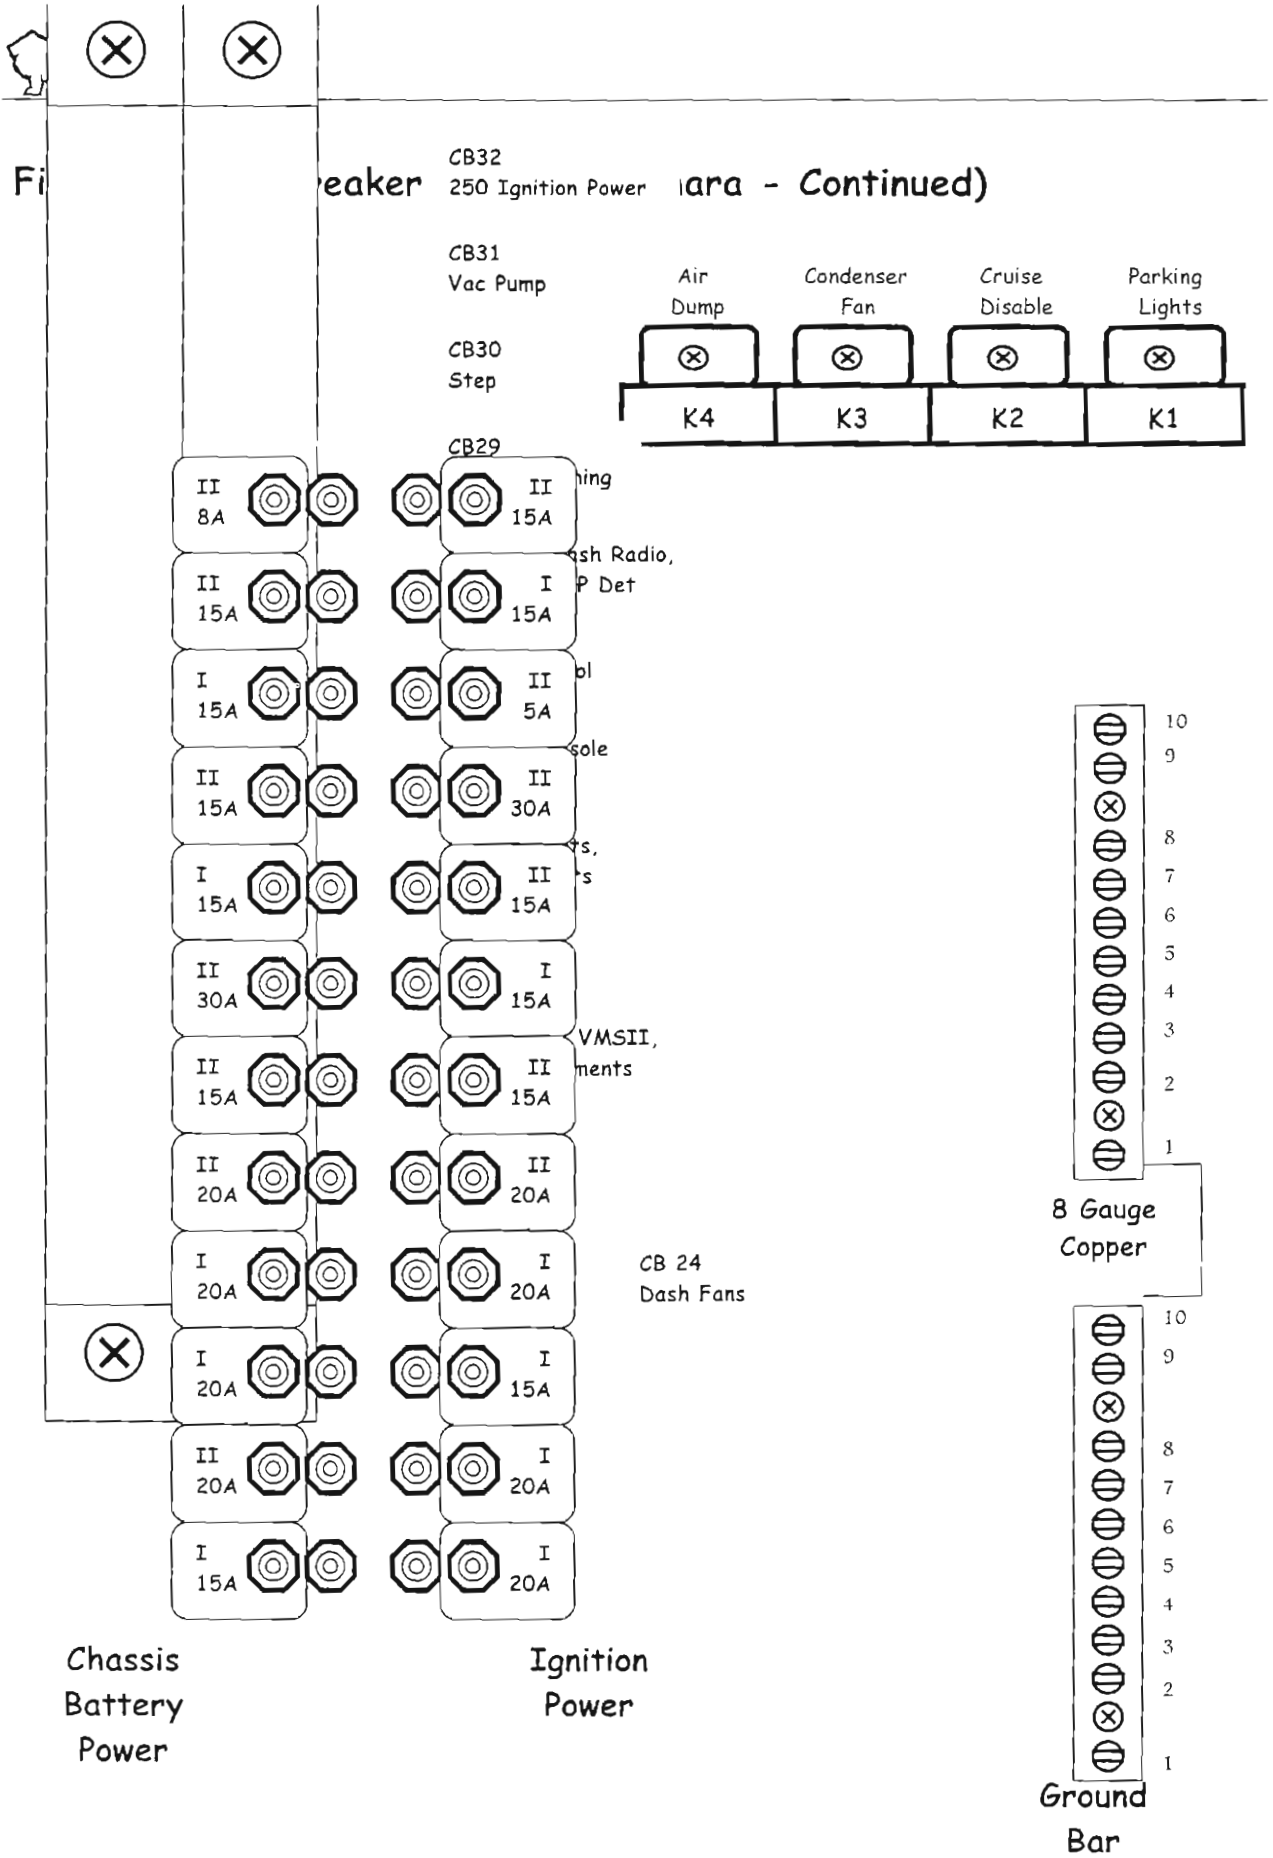 CB32
eaker
250 Ignition Power
ara - Continued)
CB31
Vac Pump
Air
Dump
Condenser
Fan
Cruise
Disable
Parking
Lights
CB30
Step
K4
K3
K2
K1
CB29
II
8A
II
15A
I
15A
II
15A
I
15A
II
30A
II
15A
II
20A
I
20A
I
20A
II
20A
I
15A
II
15A
I
15A
II
5A
II
30A
II
15A
I
15A
II
15A
II
20A
I
20A
I
15A
I
20A
I
20A
Radio,
P Det
VMSII,
CB 24
Dash Fans
10
9
8
7
6
5
4
3
2
1
8 Gauge
Copper
10
9
8
7
6
5
4
3
2
1
Chassis
Battery
Power
Ignition
Power
Ground
Bar